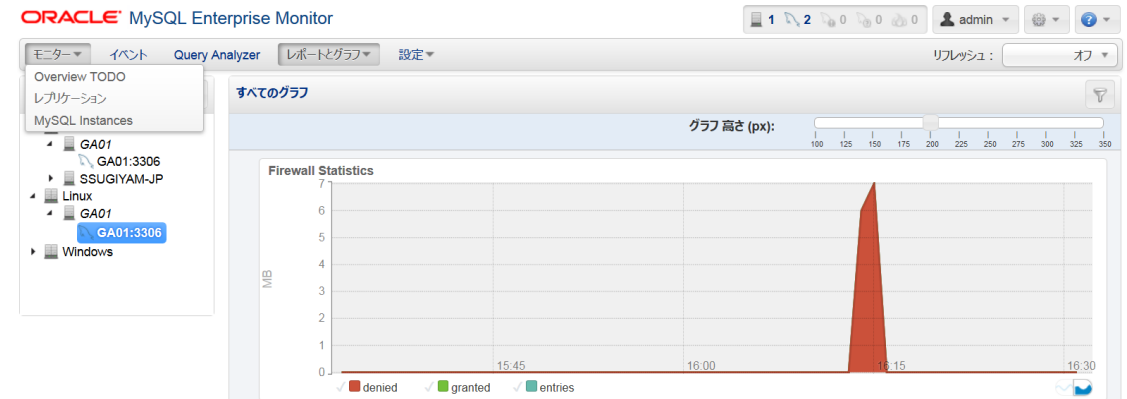 ORACLE MySQL Enterprise Monitor
1 2 0 0 0 admin
モニター イベント Query Analyzer レポートとグラフ 設定 リフレッシュ： オフ
Overview TODO
レプリケーション
MySQL Instances
GA01
GA01:3306
SSUGIYAM-JP
Linux
GA01
GA01:3306
Windows
すべてのグラフ
グラフ 高さ (px):
100 125 150 175 200 225 250 275 300 325 350
Firewall Statistics
7
6
5
4
3
2
1
0
MB
15:45 16:00 16:15 16:30
denied granted entries